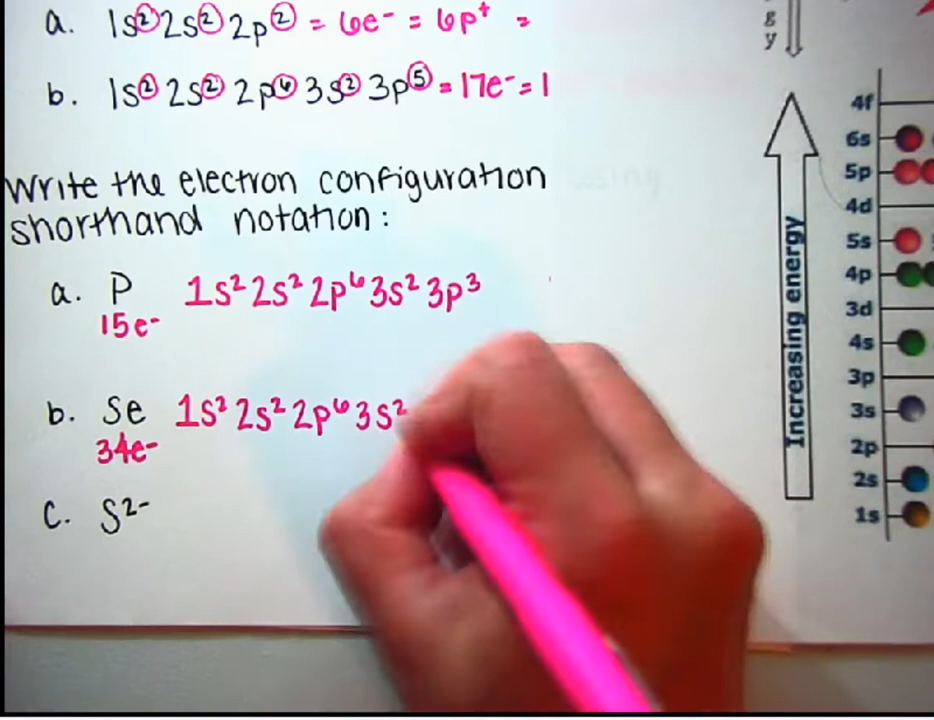 a. 1s² 2s² 2p² = 6e⁻ = 6p⁺ =
b. 1s² 2s² 2p⁶ 3s² 3p⁵ = 17e⁻ = 1
Write the electron configuration
shorthand notation:
a. P 1s² 2s² 2p⁶ 3s² 3p³
15e⁻
b. Se 1s² 2s² 2p⁶ 3s²
34e⁻
c. S²⁻
g
y
Increasing energy
4f
6s
5p
4d
5s
4p
3d
4s
3p
3s
2p
2s
1s